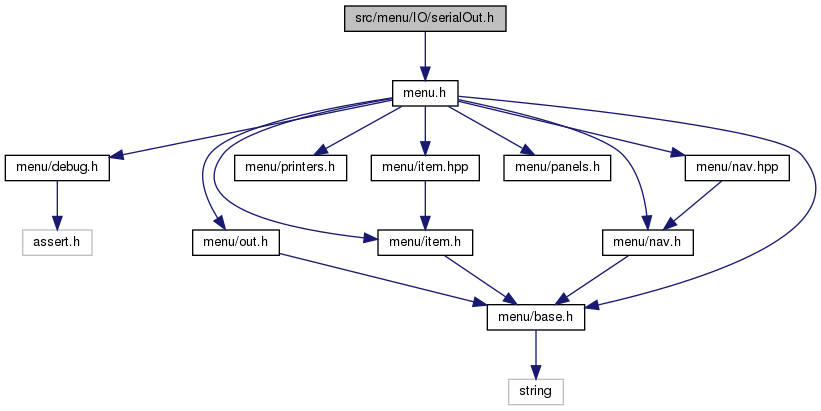 src/menu/IO/serialOut.h
menu.h
menu/debug.h
menu/printers.h
menu/item.hpp
menu/panels.h
menu/nav.hpp
assert.h
menu/out.h
menu/item.h
menu/nav.h
menu/base.h
string